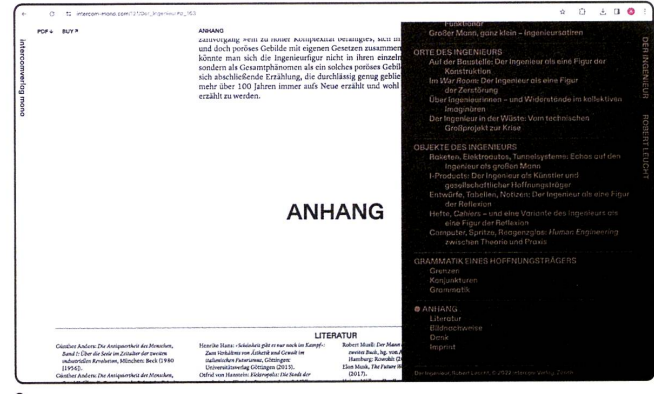 intercom-mono.com/
PDF↓ BUY↗
ANHANG
intercomverlag mono
und doch poröses Gebilde mit eigenen Gesetzen zusammen
könnte man sich die Ingenieurfigur nicht in ihren einzeln
sondern als Gesamtphänomen als ein solches poröses Gebil
sich abschließende Erzählung, die durchlässig genug geblie
mehr über 100 Jahren immer aufs Neue erzählt und wohl
erzählt zu werden.
ANHANG
LITERATUR
Günther Anders: Die Antiquiertheit des Menschen,
Band I: Über die Seele im Zeitalter der zweiten
industriellen Revolution, München: Beck (1980
[1956]).
Günther Anders: Die Antiquiertheit des Menschen,
Henrike Hans: «Schönheit gibt es nur noch im Kampf»:
Zum Verhältnis von Ästhetik und Gewalt im
italienischen Futurismus, Göttingen:
Universitätsverlag Göttingen (2015).
Otfrid von Hanstein: Elektropolis: Die Stadt der
Robert Musil: Der Mann
zweites Buch, hg. von A
Hamburg: Rowohlt
Elon Musk, The Future
(2017).
Funktionär
Großer Mann, ganz klein – Ingenieursatiren
ORTE DES INGENIEURS
Auf der Baustelle: Der Ingenieur als eine Figur der
Konstruktion
Im War Room: Der Ingenieur als eine Figur
der Zerstörung
Über Ingenieurinnen – und Widerstände im kollektiven
Imaginären
Der Ingenieur in der Wüste: Vom technischen
Großprojekt zur Krise
OBJEKTE DES INGENIEURS
Raketen, Elektroautos, Tunnelsysteme: Echos auf den
Ingenieur als großen Mann
I-Products: Der Ingenieur als Künstler und
gesellschaftlicher Hoffnungsträger
Entwürfe, Tabellen, Notizen: Der Ingenieur als eine Figur
der Reflexion
Hefte, Cahiers – und eine Variante des Ingenieurs als
eine Figur der Reflexion
Computer, Spritze, Reagenzglas: Human Engineering
zwischen Theorie und Praxis
GRAMMATIK EINES HOFFNUNGSTRÄGERS
Grenzen
Konjunkturen
Grammatik
ANHANG
Literatur
Bildnachweise
Dank
Imprint
DER INGENIEUR ROBERT LEUCHT